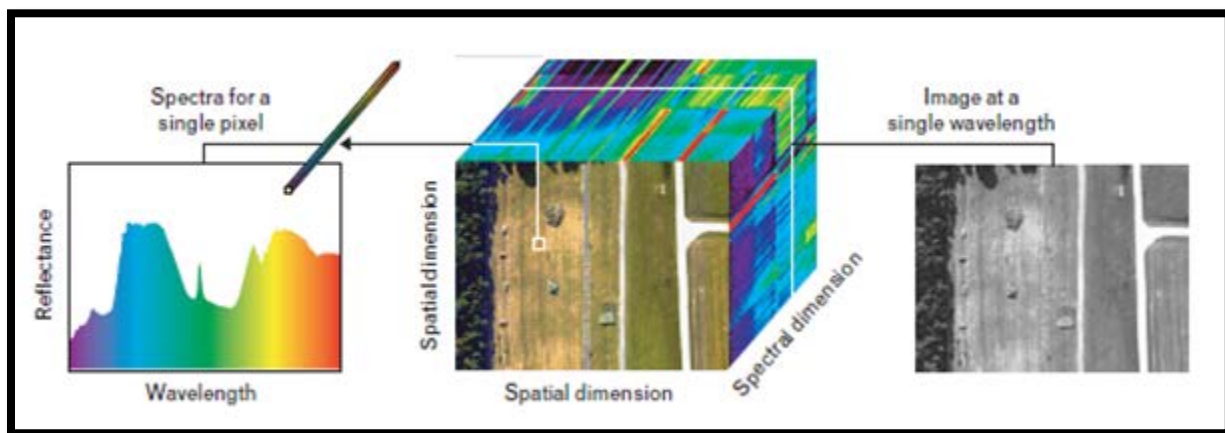 Spectra for a
single pixel
Reflectance
Wavelength
Spatial dimension
Spatial dimension
Spectral dimension
Image at a
single wavelength